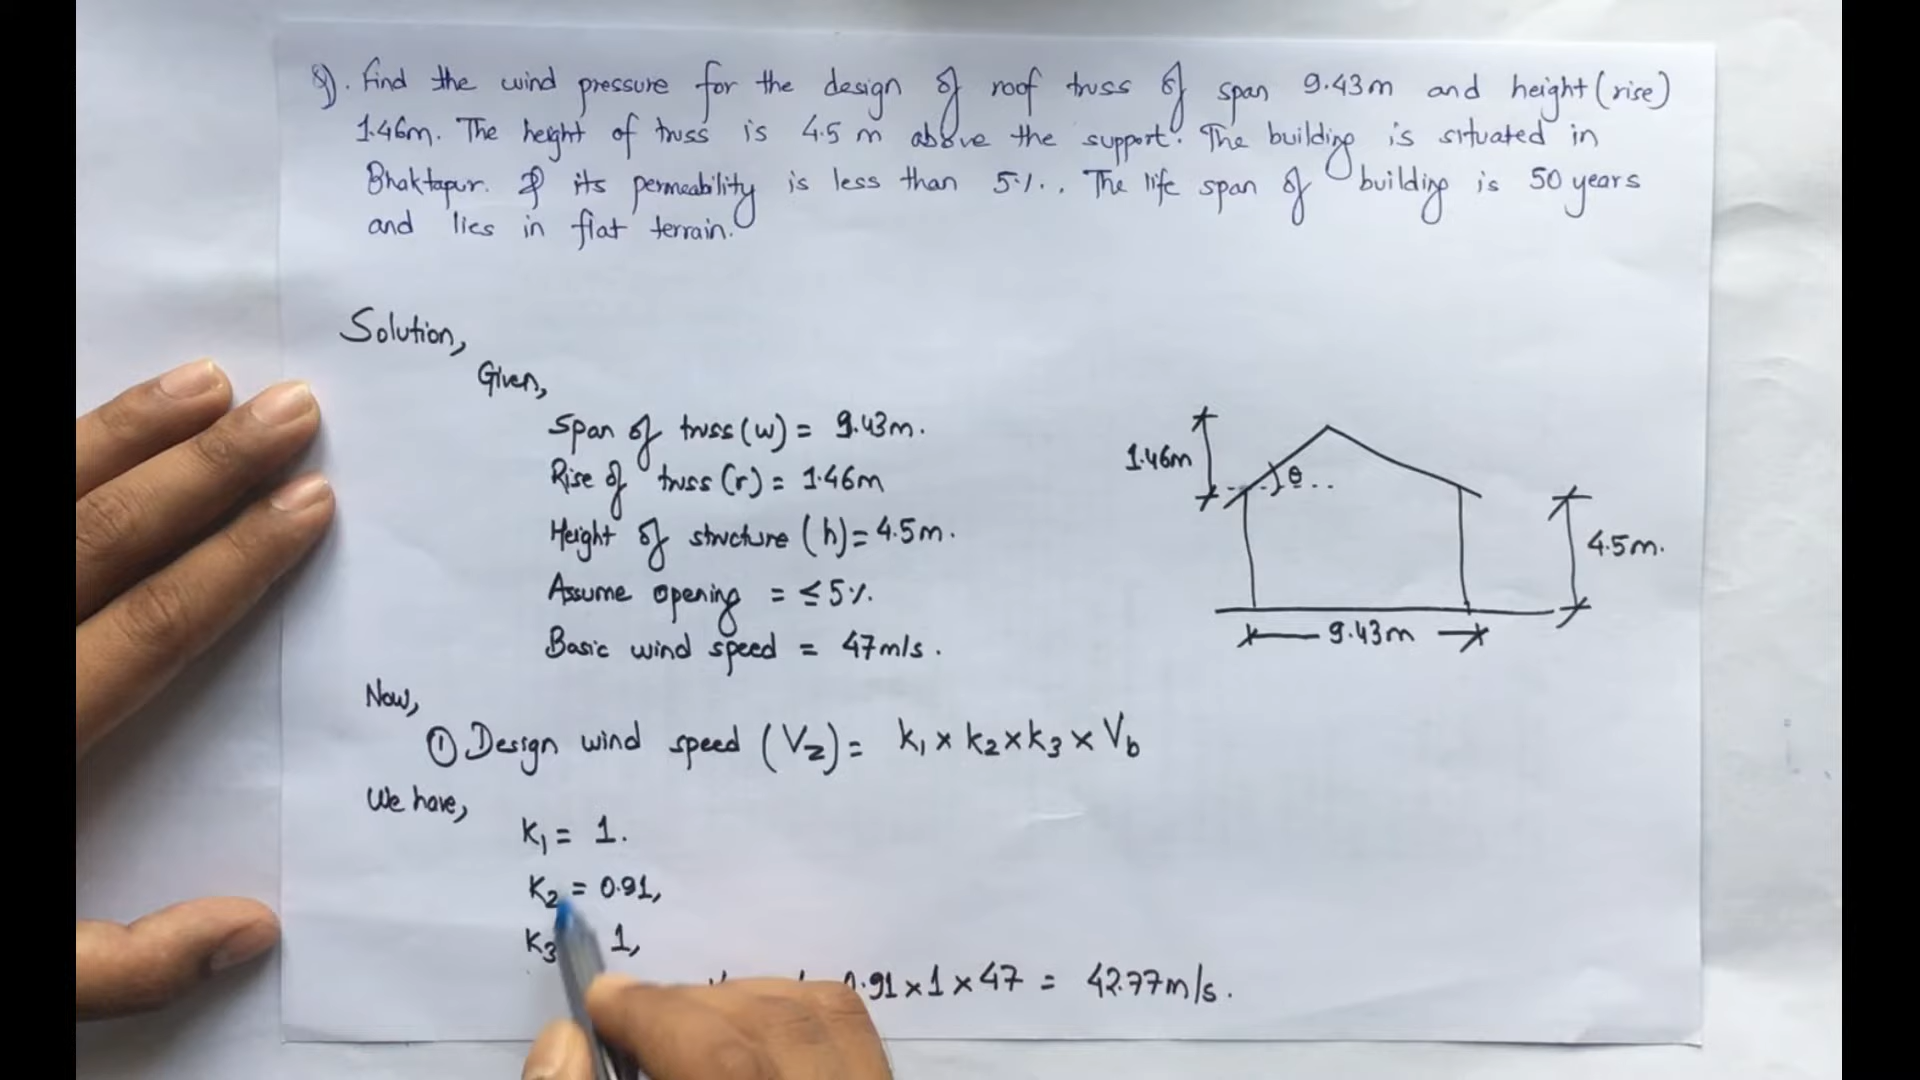 Q). Find the wind pressure for the design of roof truss of span 9.43m and height (rise)
1.46m. The height of truss is 4.5 m above the support. The building is situated in
Bhaktapur. & its permeability is less than 5%.. The life span of building is 50 years
and lies in flat terrain.
Solution,
Given,
Span of truss (w) = 9.43m.
Rise of truss (r) = 1.46m
Height of structure (h) = 4.5m.
Assume opening = ≤ 5%.
Basic wind speed = 47m/s.
1.46m
θ
4.5m.
9.43m
Now,
① Design wind speed (Vz) = k1 x k2 x k3 x Vb
We have,
K1 = 1.
K2 = 0.91,
K3 1,
0.91 x 1 x 47 = 42.77m/s.